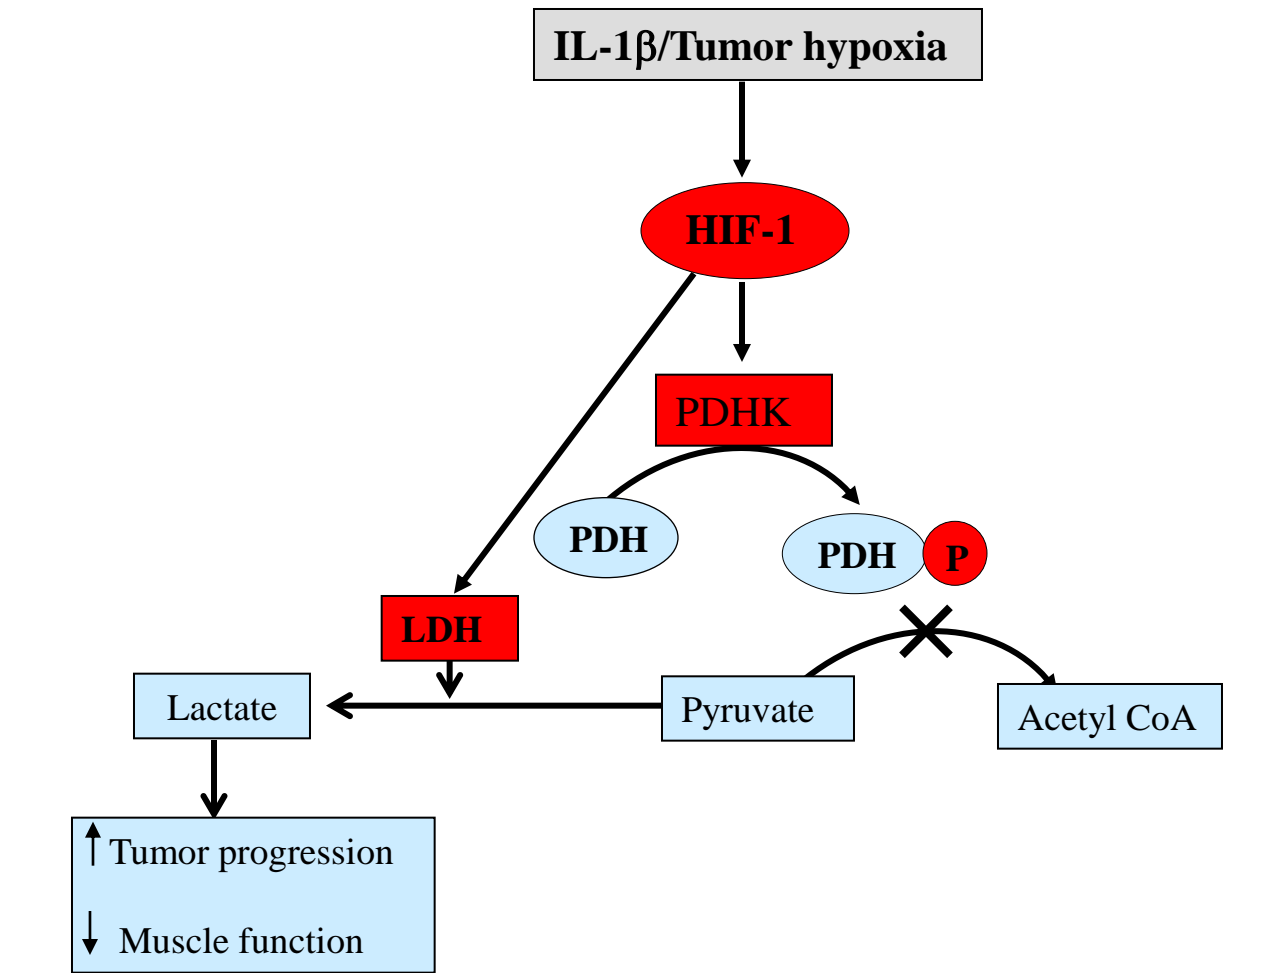 IL-1β/Tumor hypoxia
HIF-1
PDHK
PDH
PDH
P
LDH
Lactate
Pyruvate
Acetyl CoA
↑ Tumor progression
↓ Muscle function